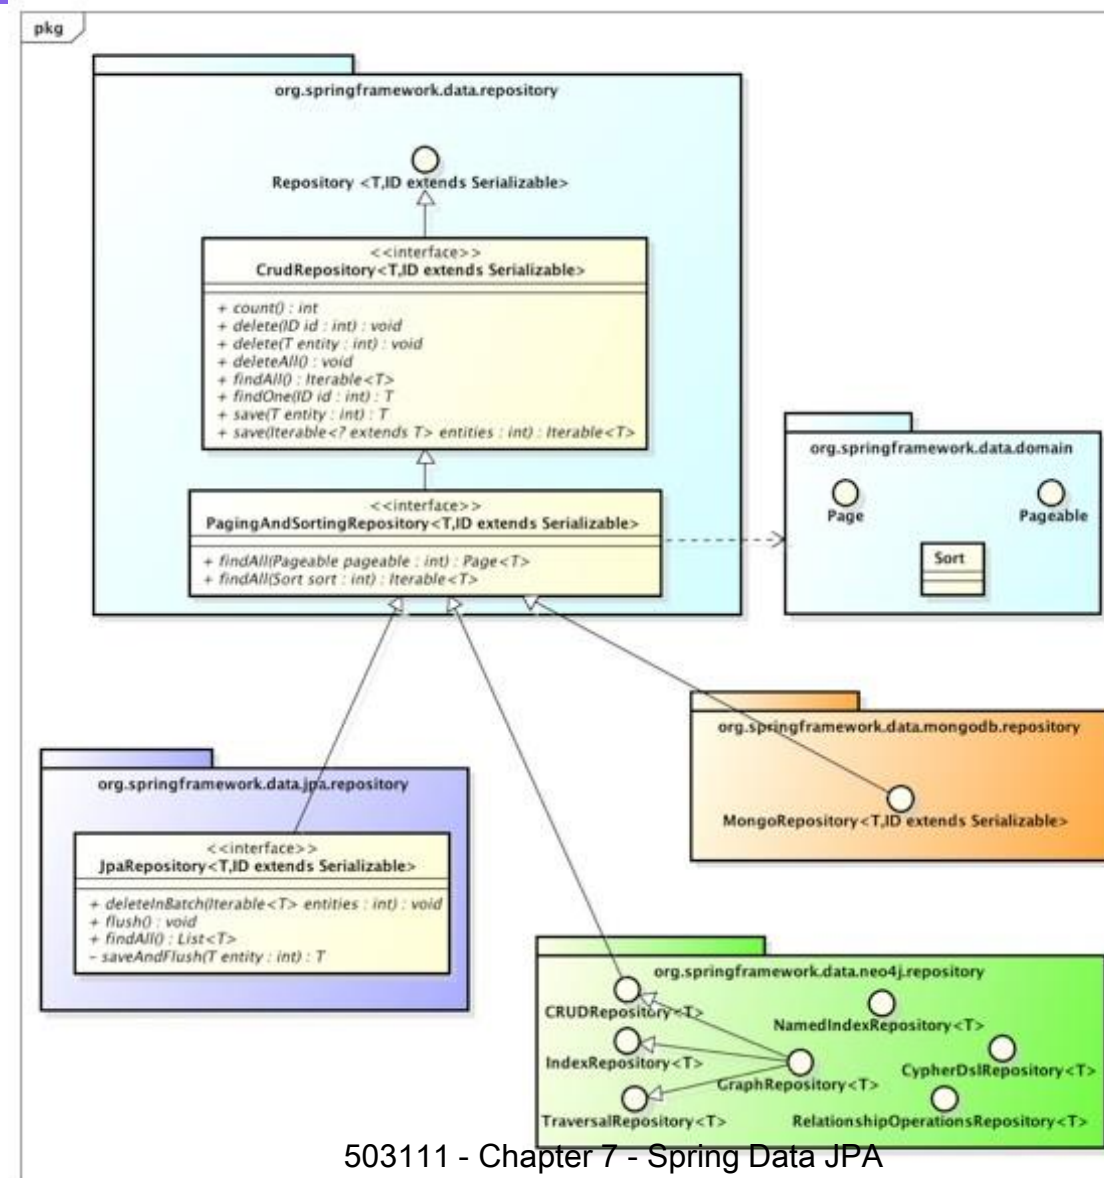 pkg
org.springframework.data.repository
Repository <T,ID extends Serializable>
<<interface>>
CrudRepository<T,ID extends Serializable>
+ count() : int
+ delete(ID id : int) : void
+ delete(T entity : int) : void
+ deleteAll() : void
+ findAll() : Iterable<T>
+ findOne(ID id : int) : T
+ save(T entity : int) : T
+ save(Iterable<? extends T> entities : int) : Iterable<T>
<<interface>>
PagingAndSortingRepository<T,ID extends Serializable>
+ findAll(Pageable pageable : int) : Page<T>
+ findAll(Sort sort : int) : Iterable<T>
org.springframework.data.domain
Page
Pageable
Sort
org.springframework.data.mongodb.repository
MongoRepository<T,ID extends Serializable>
org.springframework.data.jpa.repository
<<interface>>
JpaRepository<T,ID extends Serializable>
+ deleteInBatch(Iterable<T> entities : int) : void
+ flush() : void
+ findAll() : List<T>
- saveAndFlush(T entity : int) : T
org.springframework.data.neo4j.repository
CRUDRepository<T>
NamedIndexRepository<T>
IndexRepository<T>
GraphRepository<T>
CypherDslRepository<T>
TraversalRepository<T>
RelationshipOperationsRepository<T>
503111 - Chapter 7 - Spring Data JPA